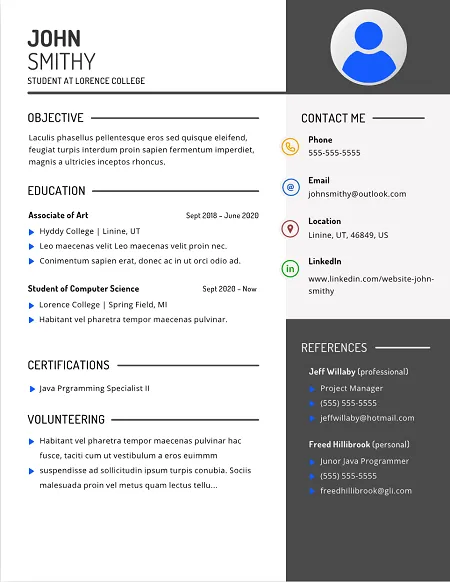 JOHN
SMITHY
STUDENT AT LORENCE COLLEGE
OBJECTIVE
Laculis phasellus pellentesque eros sed quisque eleifend,
feugiat turpis interdum proin sapien fermentum imperdiet,
magnis a ultricies inceptos rhoncus.
EDUCATION
Associate of Art Sept 2018 – June 2020
Hyddy College | Linine, UT
Leo maecenas velit Leo maecenas velit proin nec.
Conimentum sapien erat, donec ac in ut orci odio ad.
Student of Computer Science Sept 2020 – Now
Lorence College | Spring Field, MI
Habitant vel pharetra tempor maecenas pulvinar.
CERTIFICATIONS
Java Prgramming Specialist II
VOLUNTEERING
Habitant vel pharetra tempor maecenas pulvinar hac
fusce, taciti cum ut vestibulum a eros euimmm
suspendisse ad sollicitudin ipsum turpis conubia. Sociis
malesuada proin vel metus quam lectus tellu...
CONTACT ME
Phone
555-555-5555
Email
@
johnsmithy@outlook.com
Location
Linine, UT, 46849, US
LinkedIn
in
www.linkedin.com/website-john-
smithy
REFERENCES
Jeff Willaby (professional)
Project Manager
(555) 555-5555
jeffwillaby@hotmail.com
Freed Hillibrook (personal)
Junor Java Programmer
(555) 555-5555
freedhillibrook@gli.com